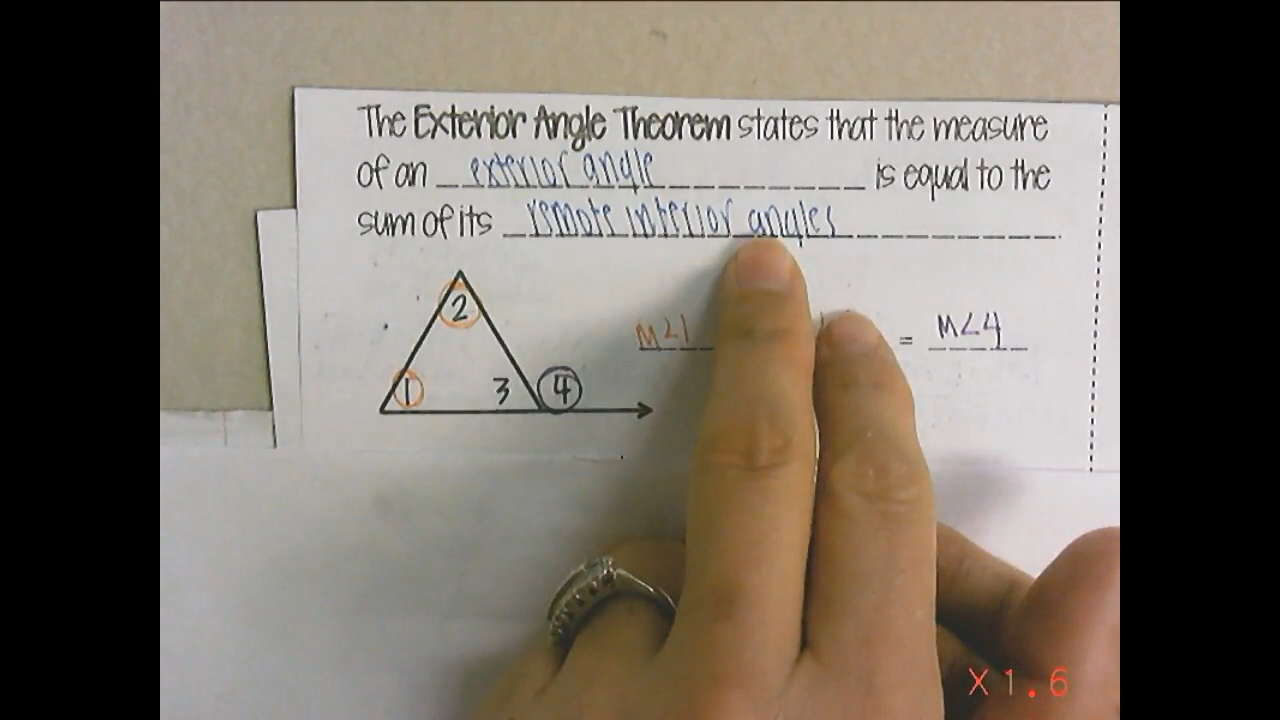 The Exterior Angle Theorem states that the measure
of an exterior angle is equal to the
sum of its remote interior angles
2
m<1 = m<4
1 3 4
X1.6